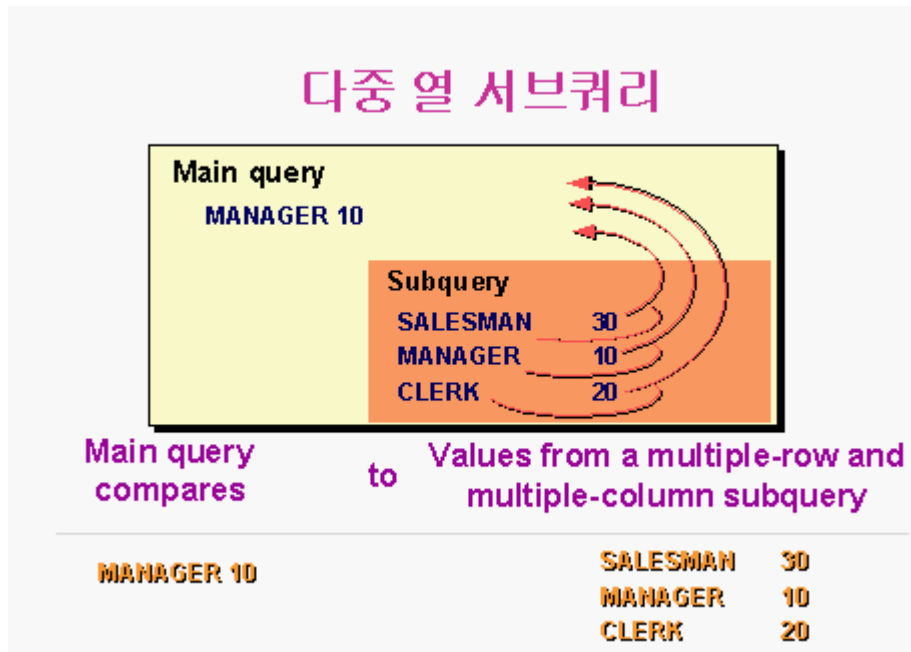 다중 열 서브쿼리
Main query
MANAGER 10
Subquery
SALESMAN 30
MANAGER 10
CLERK 20
Main query
compares
to
Values from a multiple-row and
multiple-column subquery
MANAGER 10
SALESMAN 30
MANAGER 10
CLERK 20